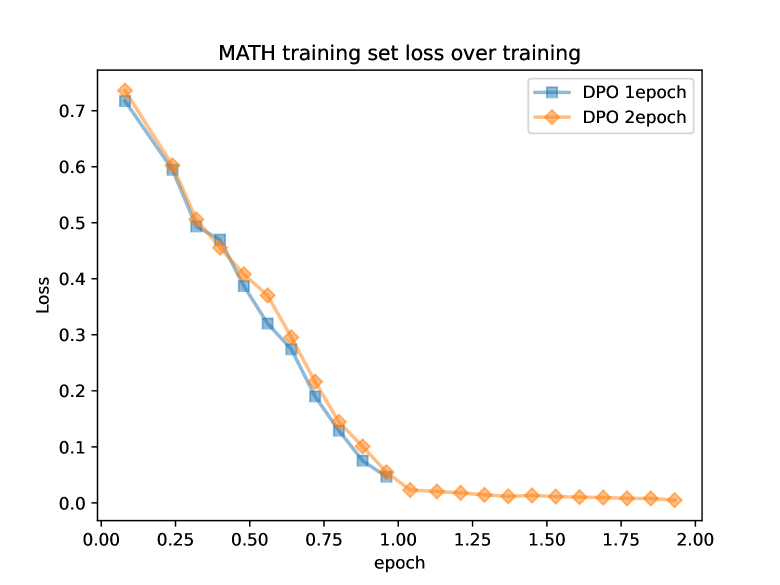 MATH training set loss over training
DPO 1epoch
DPO 2epoch
Loss
0.7
0.6
0.5
0.4
0.3
0.2
0.1
0.0
0.00 0.25 0.50 0.75 1.00 1.25 1.50 1.75 2.00
epoch